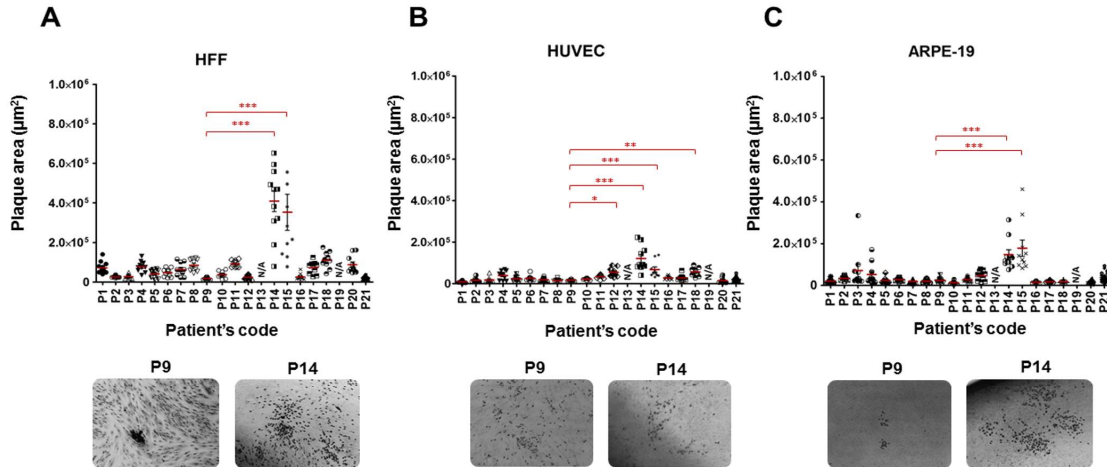 A
HFF
Plaque area (µm²)
1.0×10⁶
8.0×10⁵
6.0×10⁵
4.0×10⁵
2.0×10⁵
0
***
***
N/A
N/A
P1 P2 P3 P4 P5 P6 P7 P8 P9 P10 P11 P12 P13 P14 P15 P16 P17 P18 P19 P20 P21
Patient's code
P9 P14
B
HUVEC
Plaque area (µm²)
1.0×10⁶
8.0×10⁵
6.0×10⁵
4.0×10⁵
2.0×10⁵
0
**
***
***
*
N/A
N/A
P1 P2 P3 P4 P5 P6 P7 P8 P9 P10 P11 P12 P13 P14 P15 P16 P17 P18 P19 P20 P21
Patient's code
P9 P14
C
ARPE-19
Plaque area (µm²)
1.0×10⁶
8.0×10⁵
6.0×10⁵
4.0×10⁵
2.0×10⁵
0
***
***
N/A
N/A
P1 P2 P3 P4 P5 P6 P7 P8 P9 P10 P11 P12 P13 P14 P15 P16 P17 P18 P19 P20 P21
Patient's code
P9 P14